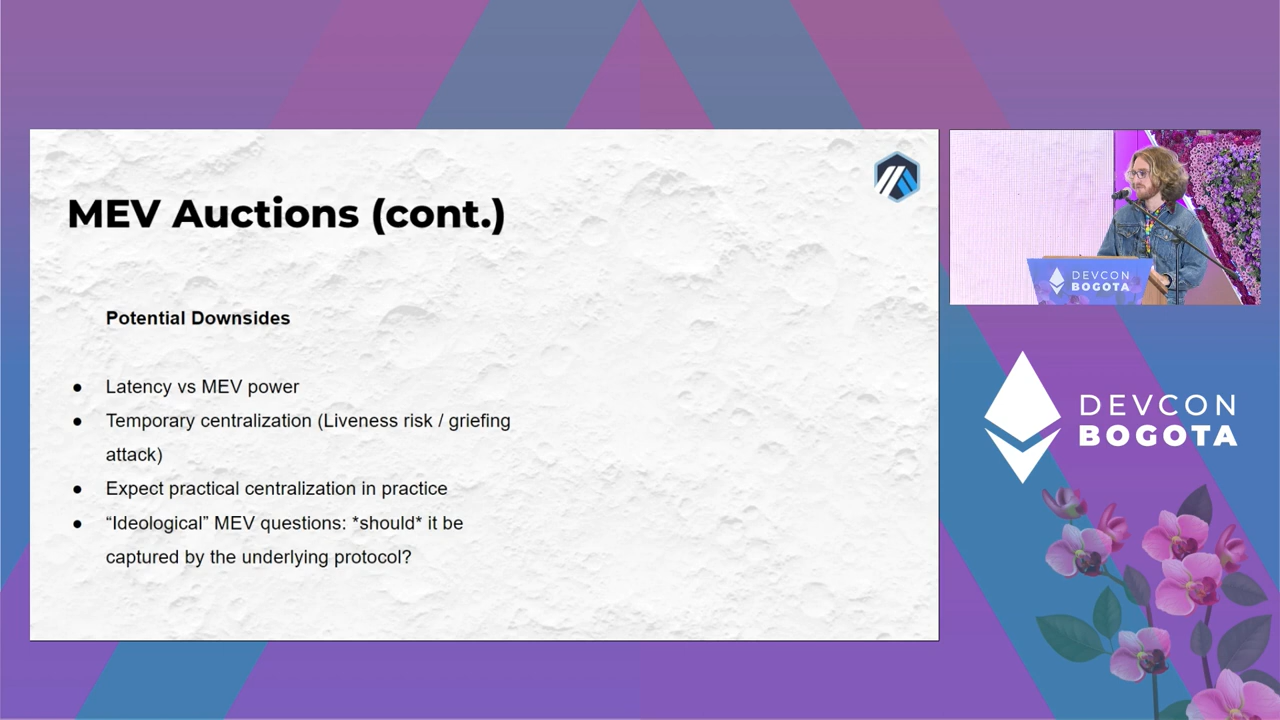 MEV Auctions (cont.)
Potential Downsides
● Latency vs MEV power
● Temporary centralization (Liveness risk / griefing
attack)
● Expect practical centralization in practice
● “Ideological” MEV questions: *should* it be
captured by the underlying protocol?
DEVCON
BOGOTA
DEVCON
BOGOTA